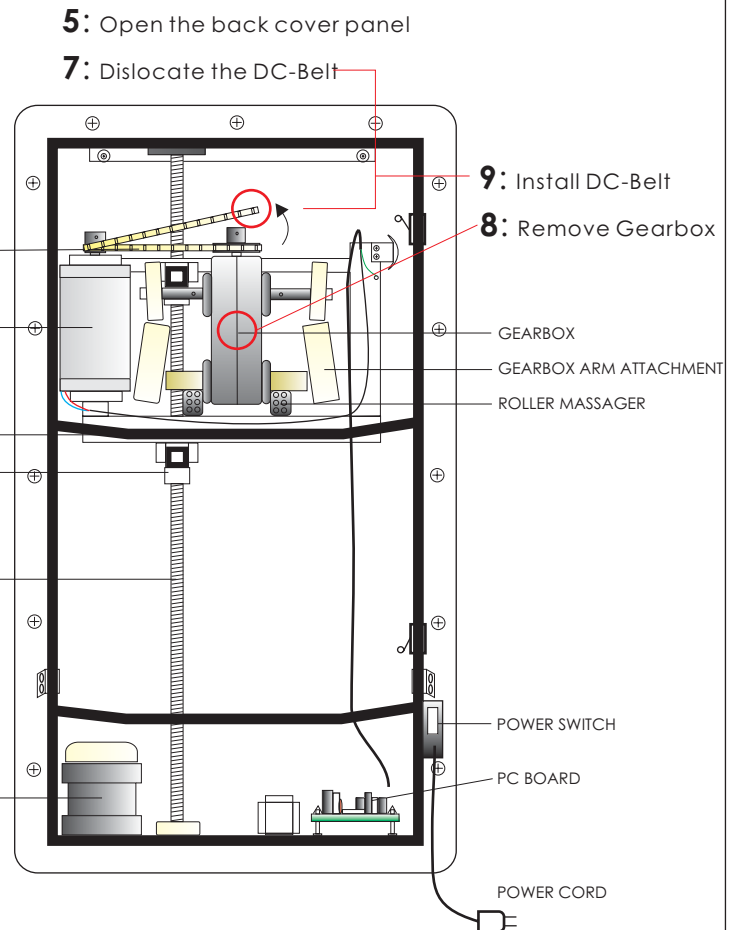 5: Open the back cover panel
7: Dislocate the DC-Belt
9: Install DC-Belt
8: Remove Gearbox
GEARBOX
GEARBOX ARM ATTACHMENT
ROLLER MASSAGER
POWER SWITCH
PC BOARD
POWER CORD